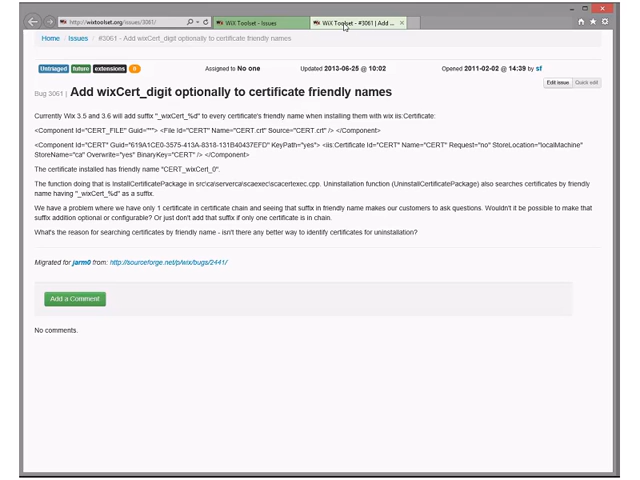 http://wixtoolset.org/issues/3061/
WiX Toolset - Issues
WiX Toolset - #3061 | Add ...
Home / Issues / #3061 - Add wixCert_digit optionally to certificate friendly names
Untriaged future extensions 0 Assigned to No one Updated 2013-06-25 @ 10:02 Opened 2011-02-02 @ 14:39 by sf
Edit issue Quick edit
Bug 3061 | Add wixCert_digit optionally to certificate friendly names
Currently Wix 3.5 and 3.6 will add suffix "_wixCert_%d" to every certificate's friendly name when installing them with wix iis:Certificate:
<Component Id="CERT_FILE" Guid="*"> <File Id="CERT" Name="CERT.crt" Source="CERT.crt" /> </Component>
<Component Id="CERT" Guid="619A1CE0-3575-413A-8318-131B40437EFD" KeyPath="yes"> <iis:Certificate Id="CERT" Name="CERT" Request="no" StoreLocation="localMachine"
StoreName="ca" Overwrite="yes" BinaryKey="CERT" /> </Component>
The certificate installed has friendly name "CERT_wixCert_0".
The function doing that is InstallCertificatePackage in src\ca\serverca\scaexec\scacertexec.cpp. Uninstallation function (UninstallCertificatePackage) also searches certificates by friendly
name having "_wixCert_%d" as a suffix.
We have a problem where we have only 1 certificate in certificate chain and seeing that suffix in friendly name makes our customers to ask questions. Wouldn't it be possible to make that
suffix addition optional or configurable? Or just don't add that suffix if only one certificate is in chain.
What's the reason for searching certificates by friendly name - isn't there any better way to identify certificates for uninstallation?
Migrated for jarm0 from: http://sourceforge.net/p/wix/bugs/2441/
Add a Comment
No comments.